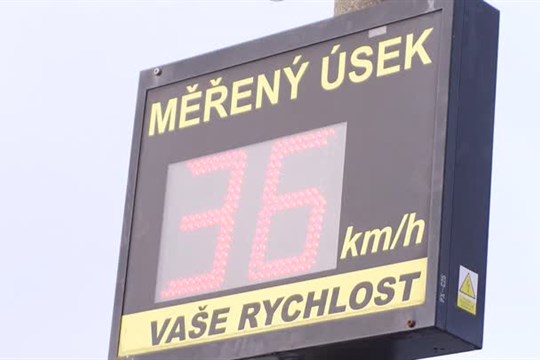 MĚŘENÝ ÚSEK
36 km/h
VAŠE RYCHLOST